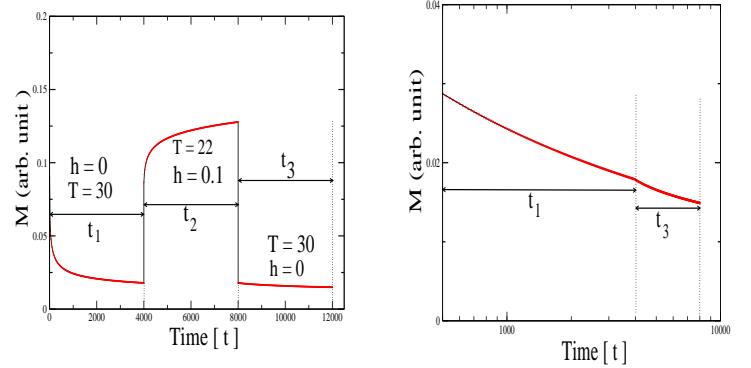 0.2
0.15
0.1
0.05
0
M (arb. unit)
h = 0
T = 30
t1
T = 22
h = 0.1
t2
t3
T = 30
h = 0
0 2000 4000 6000 8000 10000 12000
Time [ t ]
0.04
0.02
0
M (arb. unit)
t1
t3
1000 10000
Time [ t ]